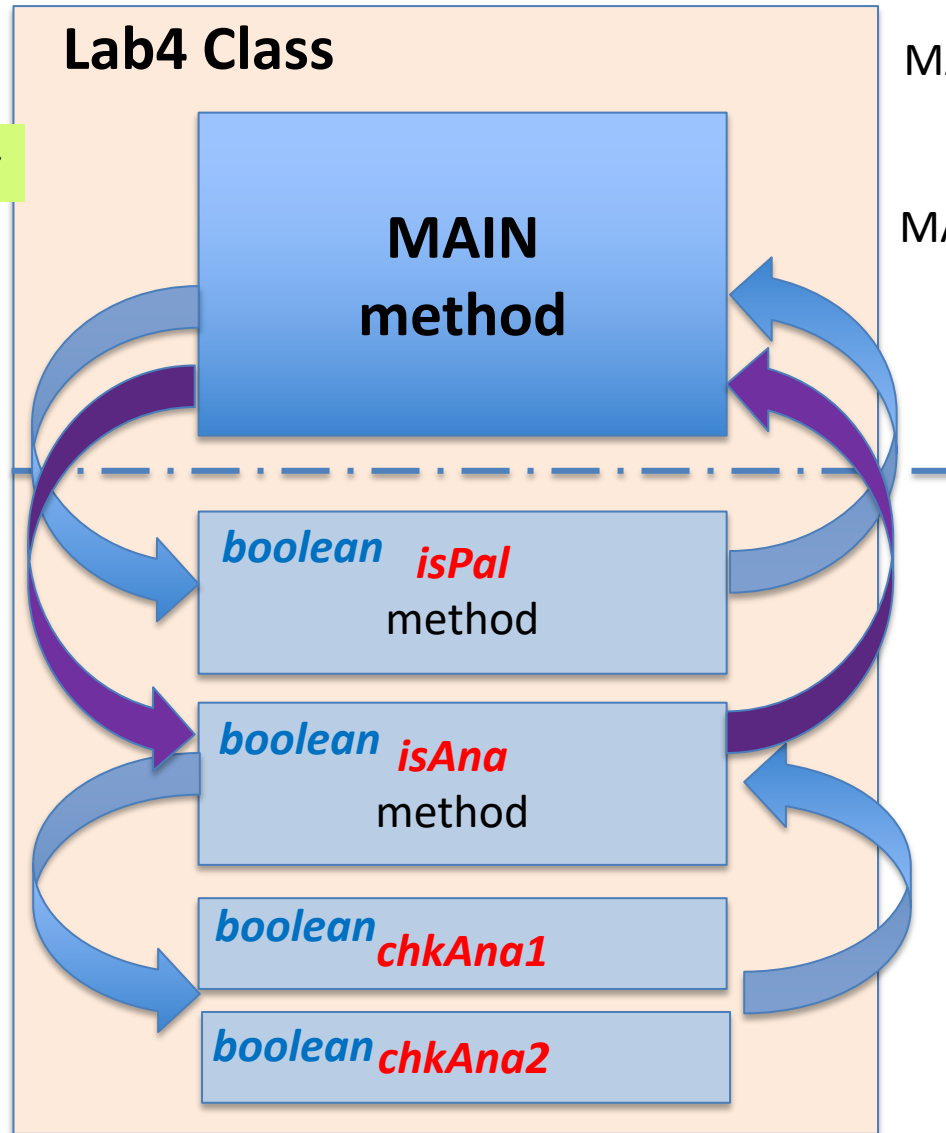 Lab4 Class
MAIN
method
boolean isPal
method
boolean isAna
method
boolean chkAna1
boolean chkAna2